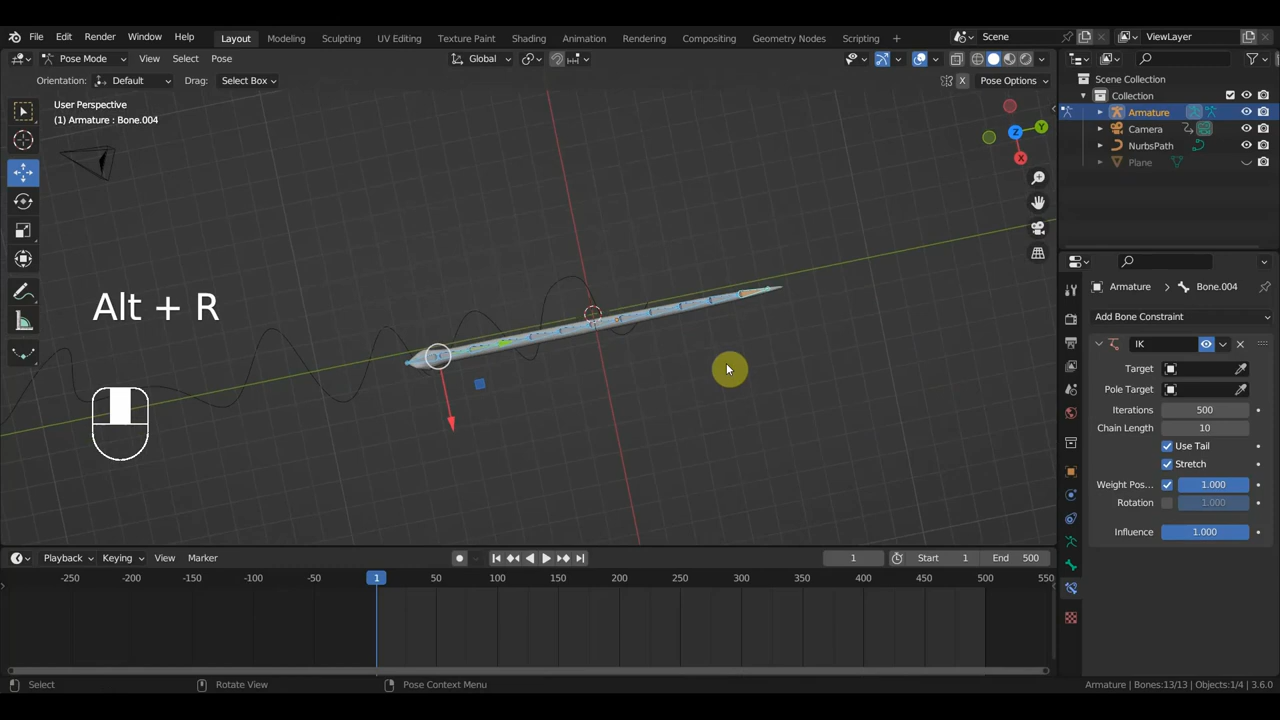 File Edit Render Window Help Layout Modeling Sculpting UV Editing Texture Paint Shading Animation Rendering Compositing Geometry Nodes Scripting + Scene ViewLayer
Pose Mode View Select Pose Global Pose Options
Orientation: Default Drag: Select Box X
User Perspective
(1) Armature : Bone.004
Scene Collection
Collection
Armature
Camera
NurbsPath
Plane
Z Y X
Alt + R
Armature > Bone.004
Add Bone Constraint
IK
Target
Pole Target
Iterations 500
Chain Length 10
Use Tail
Stretch
Weight Pos... 1.000
Rotation 1.000
Influence 1.000
Playback Keying View Marker 1 Start 1 End 500
-250 -200 -150 -100 -50 1 50 100 150 200 250 300 350 400 450 500 550
Select Rotate View Pose Context Menu Armature | Bones:13/13 | Objects:1/4 | 3.6.0